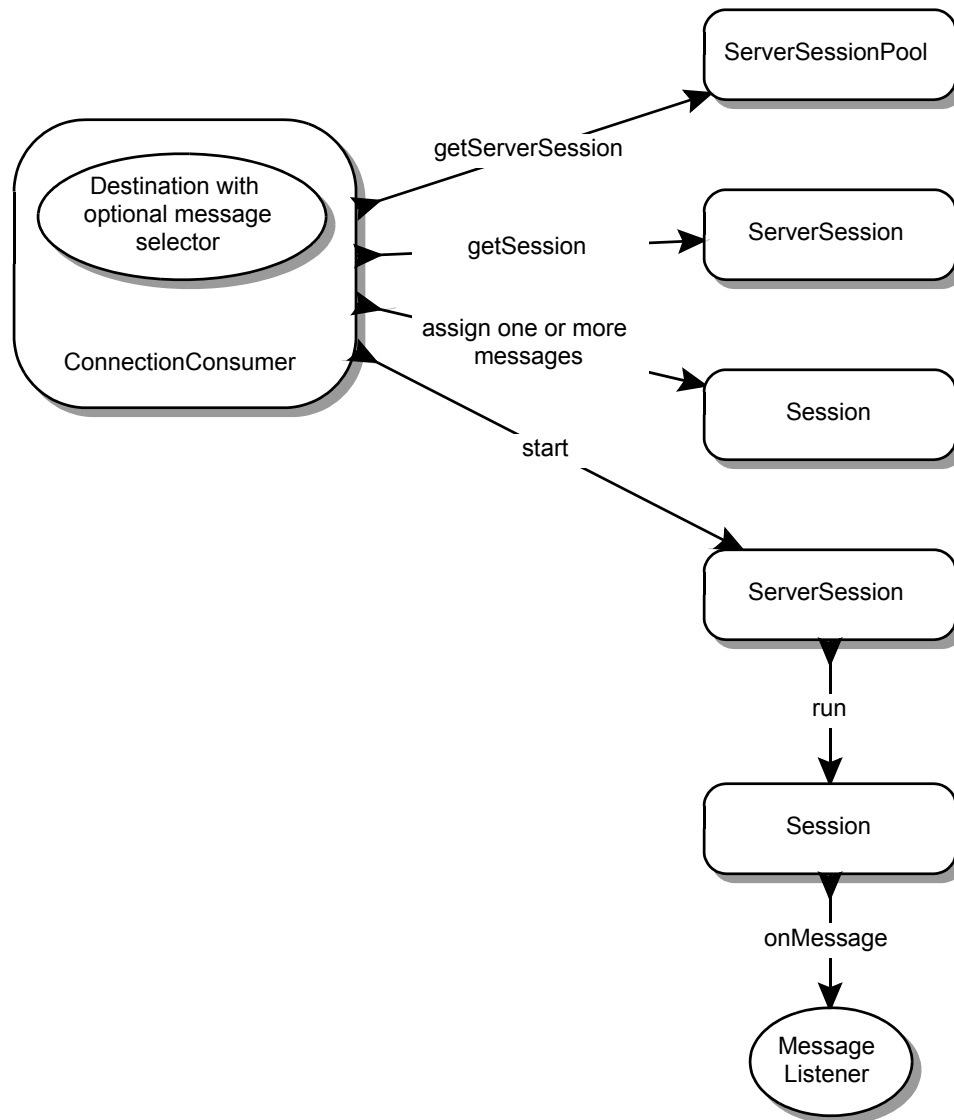 ServerSessionPool
getServerSession
Destination with
optional message
selector
ServerSession
getSession
assign one or more
messages
ConnectionConsumer
Session
start
ServerSession
run
Session
onMessage
Message
Listener